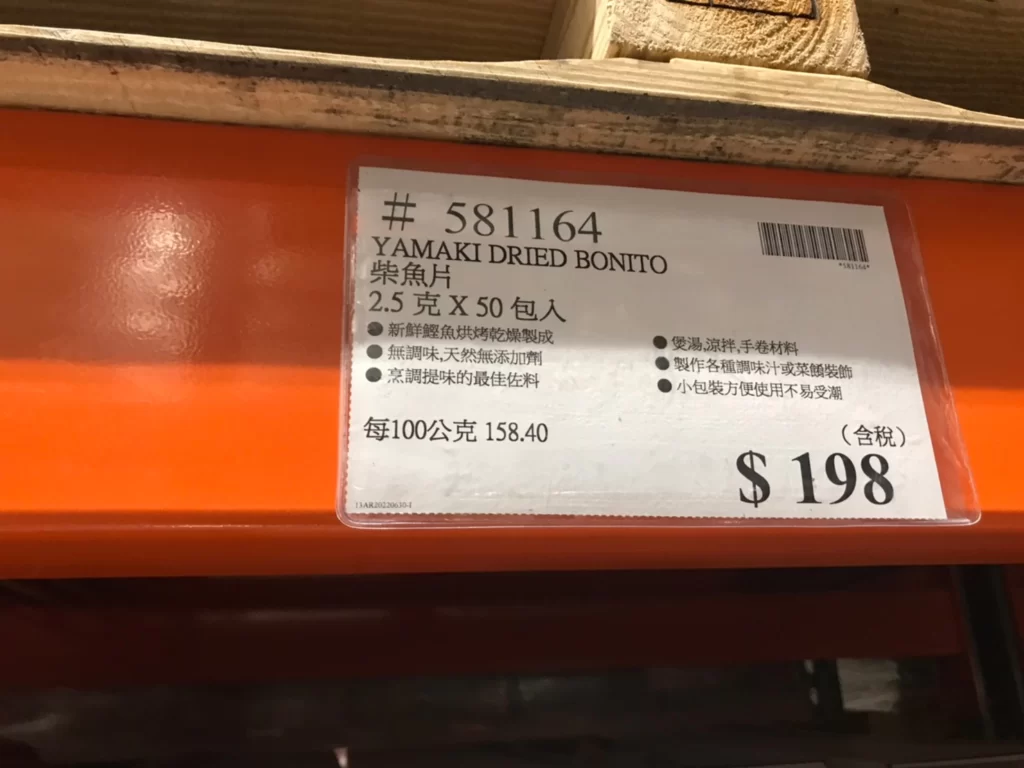 # 581164
*581164*
YAMAKI DRIED BONITO
柴魚片
2.5 克 X 50 包入
● 新鮮鰹魚烘烤乾燥製成
● 無調味,天然無添加劑
● 烹調提味的最佳佐料
● 煲湯,涼拌,手卷材料
● 製作各種調味汁或菜餚裝飾
● 小包裝方便使用不易受潮
每100公克 158.40
(含稅)
$ 198
13AR20220630-1